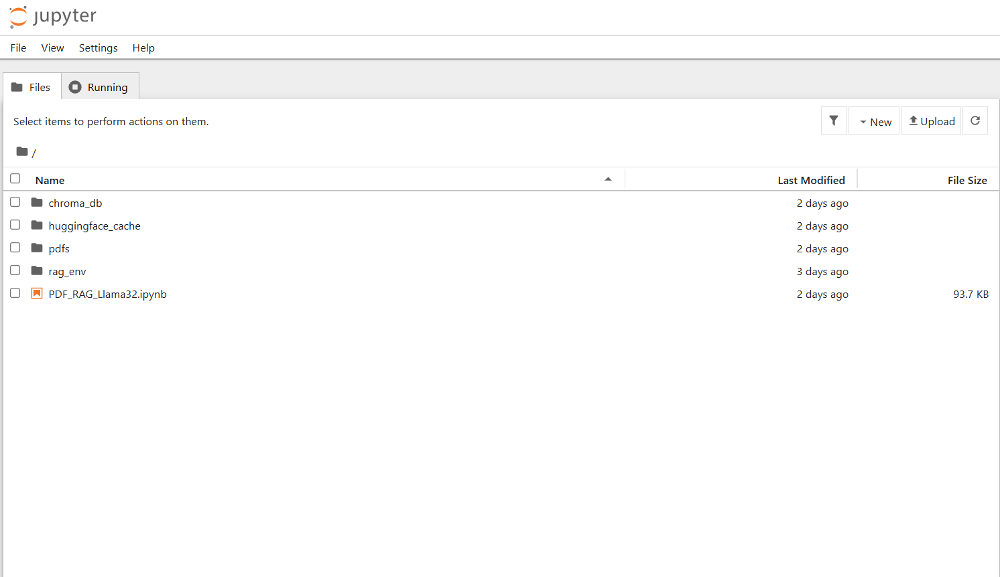 jupyter
File View Settings Help
Files Running
Select items to perform actions on them.
New Upload
/
Name Last Modified File Size
chroma_db 2 days ago
huggingface_cache 2 days ago
pdfs 2 days ago
rag_env 3 days ago
PDF_RAG_Llama32.ipynb 2 days ago 93.7 KB